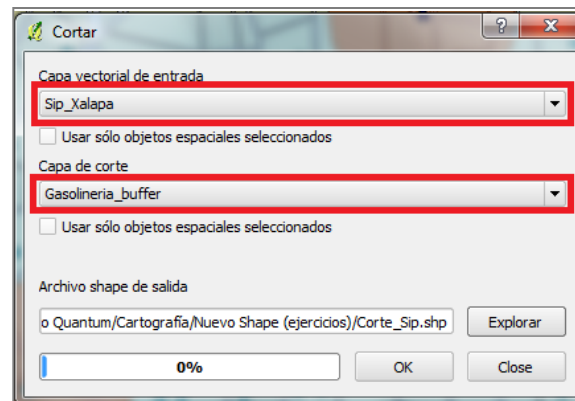 Cortar
Capa vectorial de entrada
Sip_Xalapa
Usar sólo objetos espaciales seleccionados
Capa de corte
Gasolineria_buffer
Usar sólo objetos espaciales seleccionados
Archivo shape de salida
o Quantum/Cartografía/Nuevo Shape (ejercicios)/Corte_Sip.shp Explorar
0% OK Close